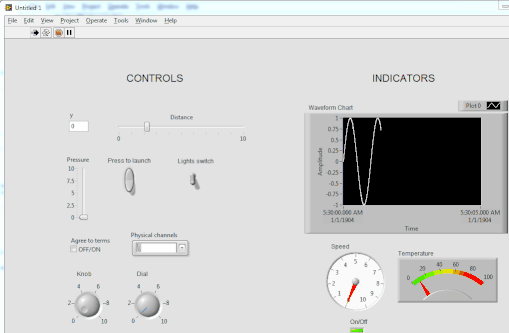 Untitled 1
File Edit View Project Operate Tools Window Help
CONTROLS
INDICATORS
y
0
Distance
0 10
Pressure
10
7.5
5
2.5
0
Press to launch
Lights switch
Agree to terms
OFF/ON
Physical channels
Knob
2 4 6 8
0 10
Dial
2 4 6 8
0 10
Waveform Chart
Plot 0
Amplitude
1
0.75
0.5
0.25
0
-0.25
-0.5
-0.75
-1
5:30:00.000 AM
1/1/1904
5:30:05.000 AM
1/1/1904
Time
Speed
0 1 2 3 4 5 6 7 8 9 10
Temperature
0 20 40 60 80 100
On/Off